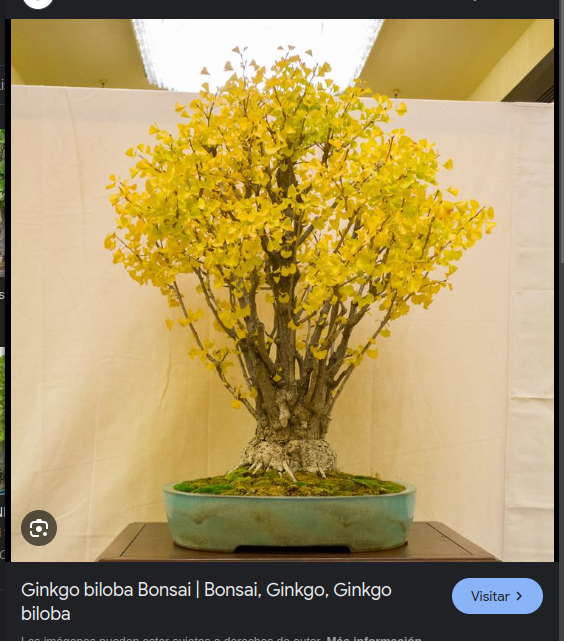 Ginkgo biloba Bonsai | Bonsai, Ginkgo, Ginkgo
biloba
Visitar
Las imágenes pueden estar sujetas a derechos de autor. Más información